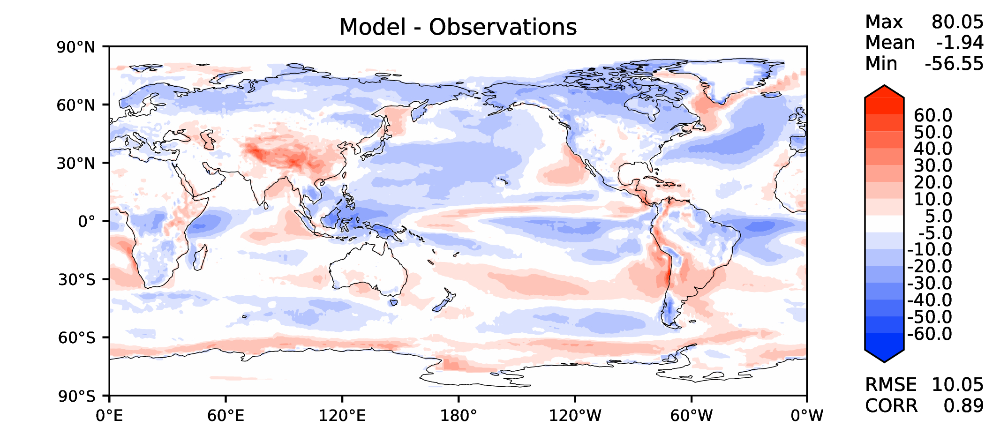 Model - Observations
Max 80.05
Mean -1.94
Min -56.55
90°N
60°N
30°N
0°
30°S
60°S
90°S
0°E 60°E 120°E 180° 120°W 60°W 0°W
60.0
50.0
40.0
30.0
20.0
10.0
5.0
-5.0
-10.0
-20.0
-30.0
-40.0
-50.0
-60.0
RMSE 10.05
CORR 0.89